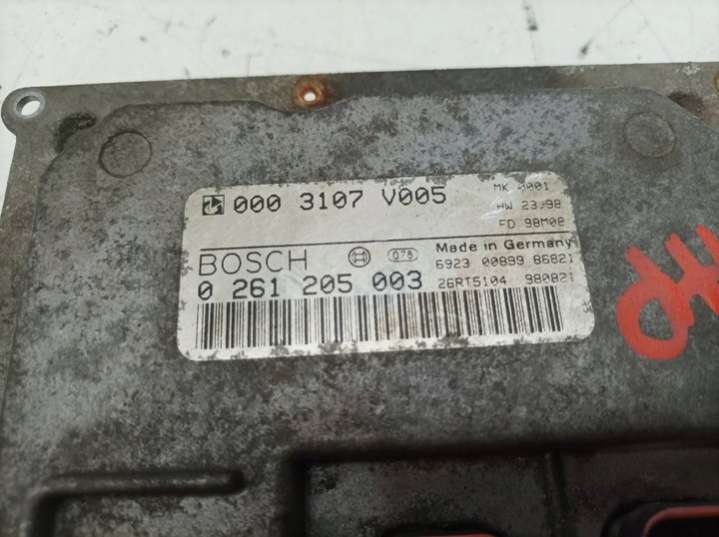 000 3107 V005
MK 0001
HW 23/98
FD 98M08
BOSCH 078 Made in Germany
6923 00899 86821
0 261 205 003 26RT5104 980821